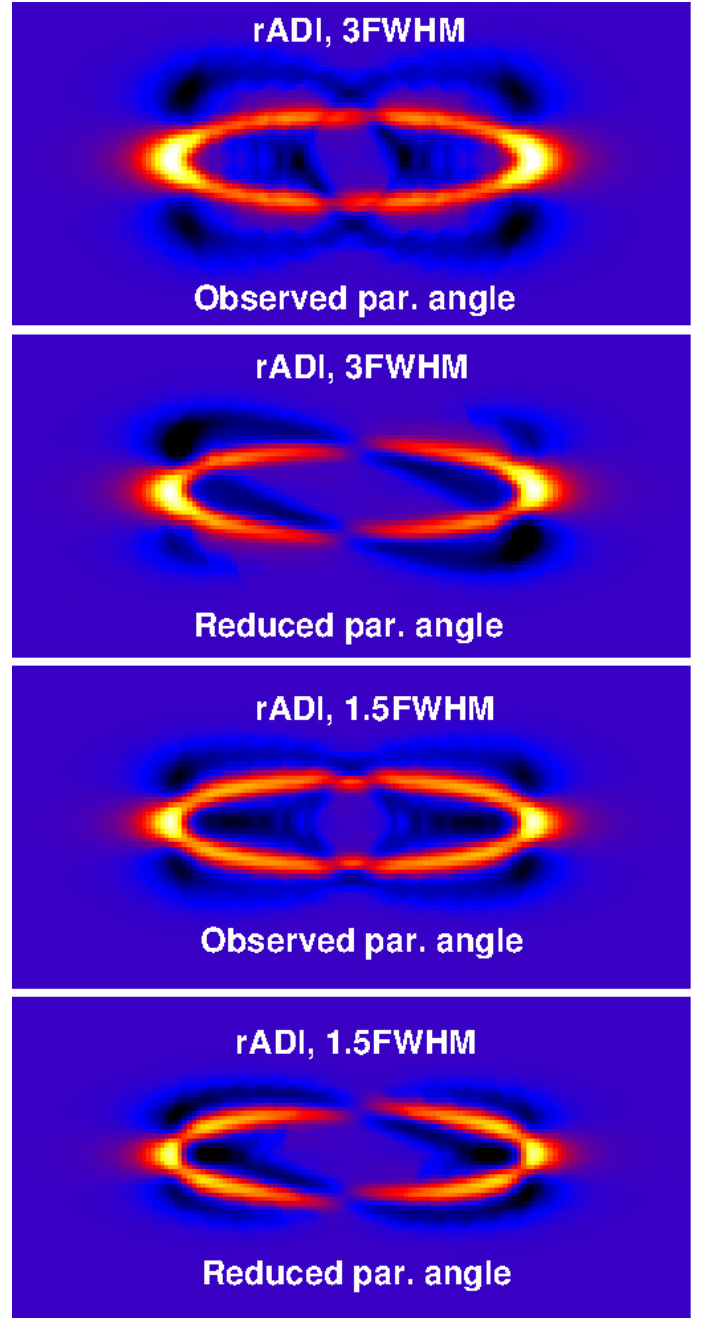 rADI, 3FWHM
Observed par. angle
rADI, 3FWHM
Reduced par. angle
rADI, 1.5FWHM
Observed par. angle
rADI, 1.5FWHM
Reduced par. angle